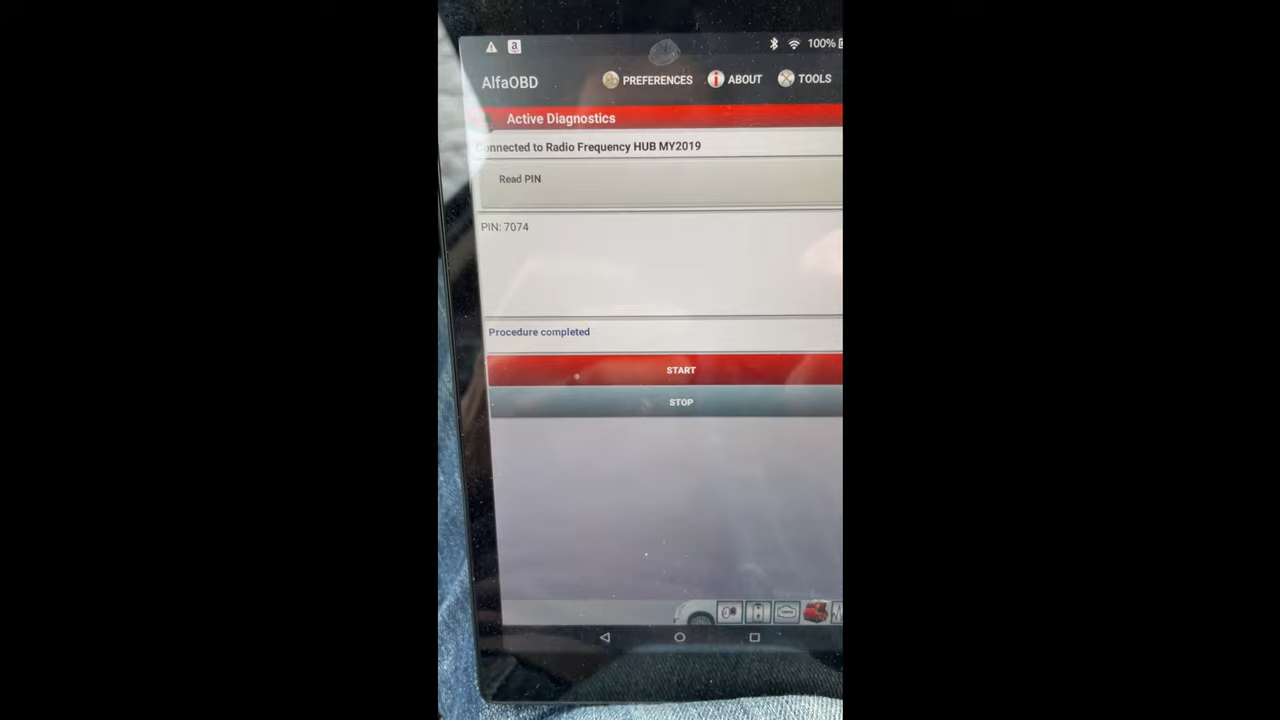 a
100%
AlfaOBD
PREFERENCES
ABOUT
TOOLS
Active Diagnostics
Connected to Radio Frequency HUB MY2019
Read PIN
PIN: 7074
Procedure completed
START
STOP